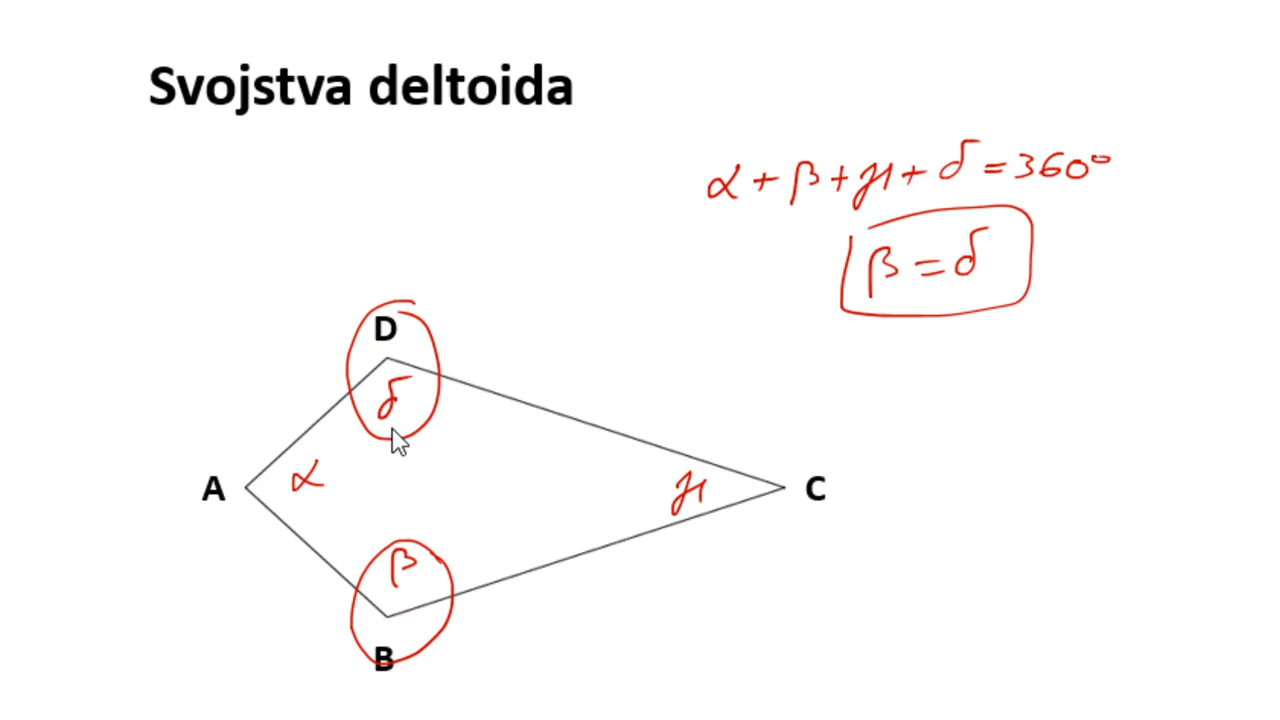 Svojstva deltoida
α + β + γ + δ = 360°
β = δ
D
δ
A
α
γ
C
β
B